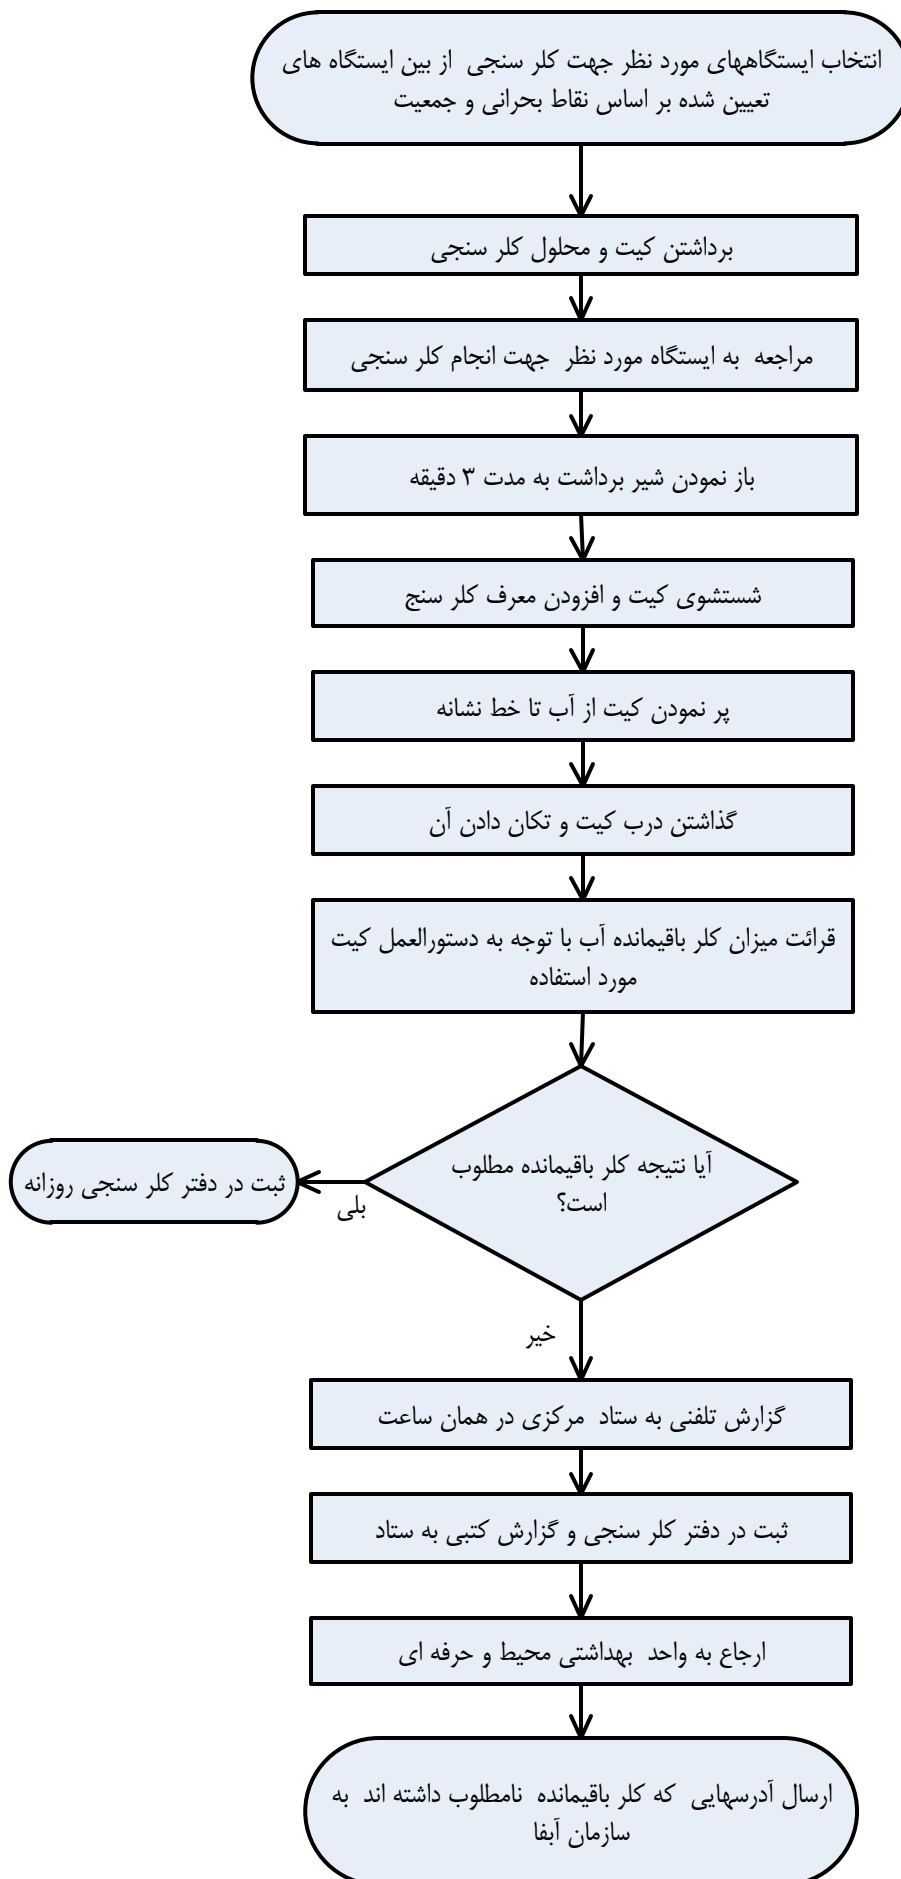 انتخاب ایستگاههای مورد نظر جهت کلر سنجی از بین ایستگاه های
تعیین شده بر اساس نقاط بحرانی و جمعیت
برداشتن کیت و محلول کلر سنجی
مراجعه به ایستگاه مورد نظر جهت انجام کلر سنجی
باز نمودن شیر برداشت به مدت ۳ دقیقه
شستشوی کیت و افزودن معرف کلر سنج
پر نمودن کیت از آب تا خط نشانه
گذاشتن درب کیت و تکان دادن آن
قرائت میزان کلر باقیمانده آب با توجه به دستورالعمل کیت
مورد استفاده
آیا نتیجه کلر باقیمانده مطلوب
است؟
بلی
ثبت در دفتر کلر سنجی روزانه
خیر
گزارش تلفنی به ستاد مرکزی در همان ساعت
ثبت در دفتر کلر سنجی و گزارش کتبی به ستاد
ارجاع به واحد بهداشتی محیط و حرفه ای
ارسال آدرسهایی که کلر باقیمانده نامطلوب داشته اند به
سازمان آبفا